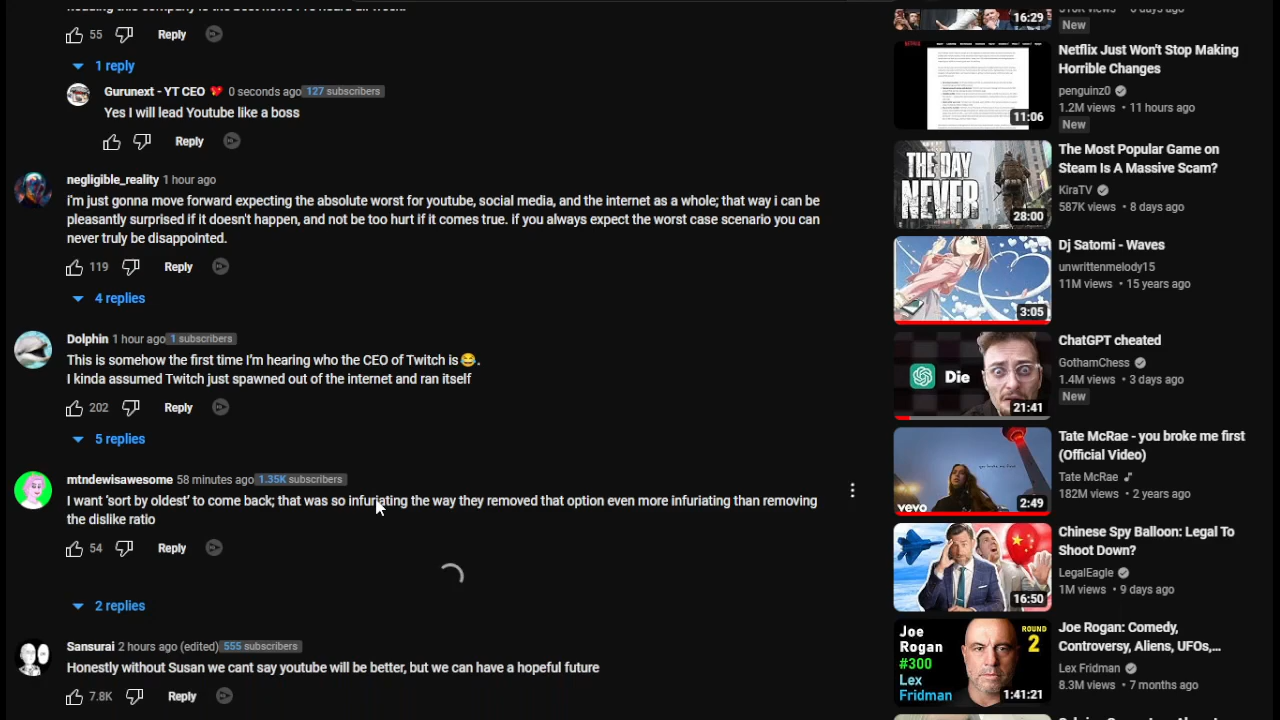 55
Reply
1 reply
Gurunext - YT CEO
127 subscribers
Reply
negligible_reality 1 hour ago
i'm just gonna move forward expecting the absolute worst for youtube, social media, and the internet as a whole; that way i can be
pleasantly surprised if it doesn't happen, and not be too hurt if it comes true. if you always expect the worst case scenario you can
never truly be disappointed.
119
Reply
4 replies
Dolphin 1 hour ago 1 subscribers
This is somehow the first time I'm hearing who the CEO of Twitch is😅.
I kinda assumed Twitch just spawned out of the internet and ran itself
202
Reply
5 replies
58 minutes ago 1.35K subscribers
I want 'sort by oldest' to come back; that was so infuriating the way they removed that option even more infuriating than removing
the dislike ratio
54
Reply
2 replies
Sansurai 2 hours ago (edited) 555 subscribers
Honestly without Susan we cant say youtube will be better, but we can have a hopeful future
7.8K
Reply
16:29
New
NETFLIX
11:06
Netflix Just Won't Stop Making
Horrible Decisions
penguinz0
1.2M views • 11 hours ago
New
THE DAY
NEVER
28:00
The Most Popular Game on
Steam Is A Massive Scam?
KiraTV
587K views • 8 days ago
3:05
Dj Satomi - Waves
unwrittenmelody15
11M views • 15 years ago
Die
21:41
ChatGPT cheated
GothamChess
1.4M views • 3 days ago
New
you broke me first
vevo
2:49
Tate McRae - you broke me first
(Official Video)
Tate McRae
182M views • 2 years ago
16:50
Chinese Spy Balloon: Legal To
Shoot Down?
LegalEagle
1M views • 9 days ago
Joe
Rogan
#300
Lex
Fridman
ROUND
2
1:41:21
Joe Rogan: Comedy,
Controversy, Aliens, UFOs,...
Lex Fridman
8.3M views • 7 months ago